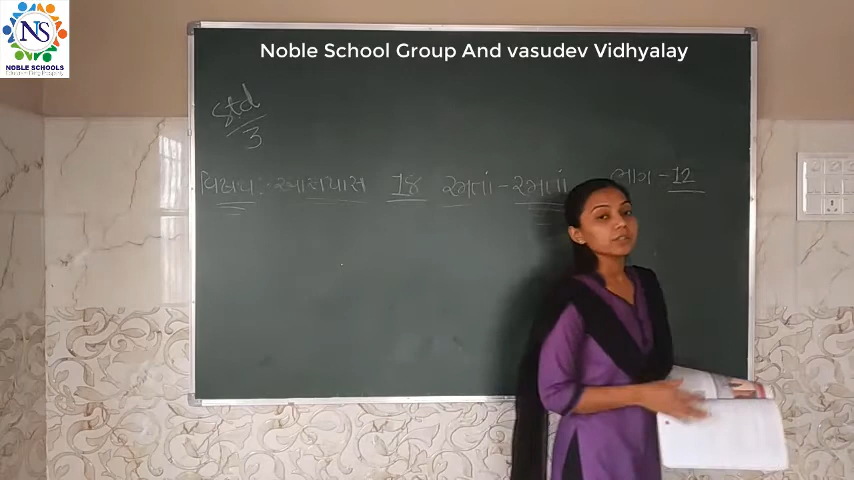 NS
NOBLE SCHOOLS
Noble School Group And vasudev Vidhyalay
Std
3
વિષય : આસપાસ 18 રમતાં - રમતાં ભાગ - 12